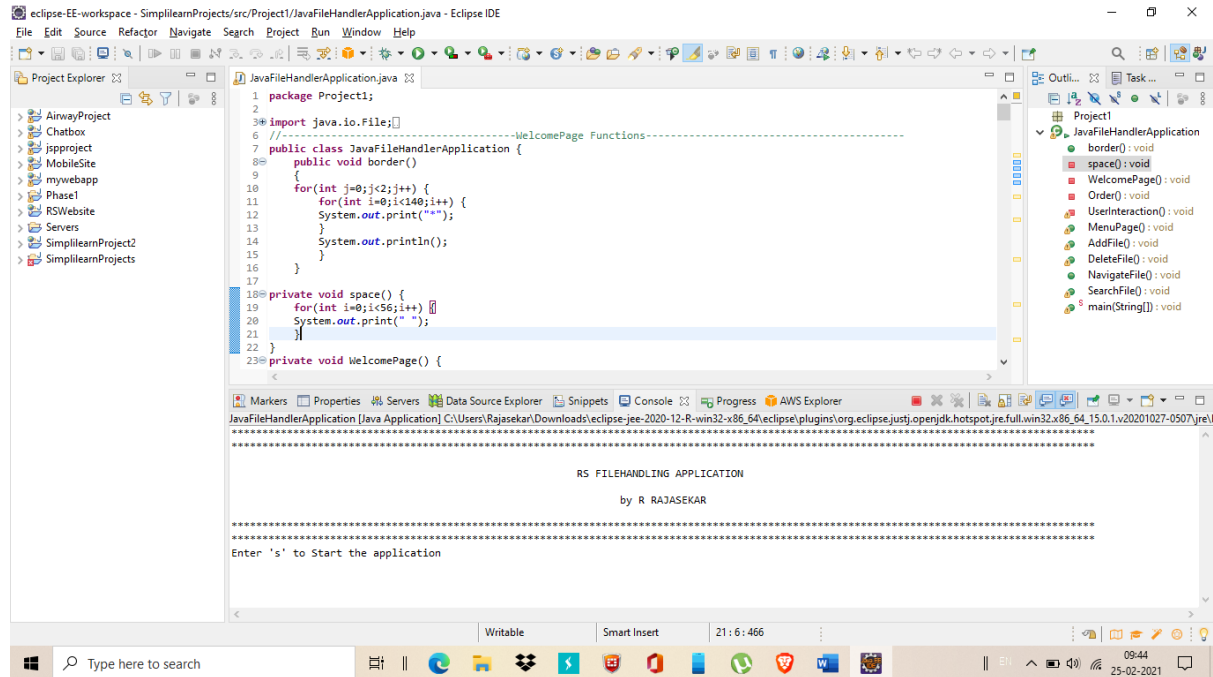 eclipse-EE-workspace - SimplilearnProjects/src/Project1/JavaFileHandlerApplication.java - Eclipse IDE
File Edit Source Refactor Navigate Search Project Run Window Help
Project Explorer
AirwayProject
Chatbox
jspproject
MobileSite
mywebapp
Phase1
RSWebsite
Servers
SimplilearnProject2
SimplilearnProjects
JavaFileHandlerApplication.java
1 package Project1;
2
3 import java.io.File;
6 //--------------------------------------WelcomePage Functions------------------------------------------
7 public class JavaFileHandlerApplication {
8 public void border()
9 {
10 for(int j=0;j<2;j++) {
11 for(int i=0;i<140;i++) {
12 System.out.print("*");
13 }
14 System.out.println();
15 }
16 }
17
18 private void space() {
19 for(int i=0;i<56;i++) {
20 System.out.print(" ");
21 }
22 }
23 private void WelcomePage() {
Outli... Task ...
Project1
JavaFileHandlerApplication
border() : void
space() : void
WelcomePage() : void
Order() : void
UserInteraction() : void
MenuPage() : void
AddFile() : void
DeleteFile() : void
NavigateFile() : void
SearchFile() : void
main(String[]) : void
Markers Properties Servers Data Source Explorer Snippets Console Progress AWS Explorer
JavaFileHandlerApplication [Java Application] C:\Users\Rajasekar\Downloads\eclipse-jee-2020-12-R-win32-x86_64\eclipse\plugins\org.eclipse.justj.openjdk.hotspot.jre.full.win32.x86_64_15.0.1.v20201027-0507\jre\
********************************************************************************************************************************************
********************************************************************************************************************************************
RS FILEHANDLING APPLICATION
by R RAJASEKAR
********************************************************************************************************************************************
********************************************************************************************************************************************
Enter 's' to Start the application
Writable Smart Insert 21 : 6 : 466
Type here to search
EN
09:44
25-02-2021